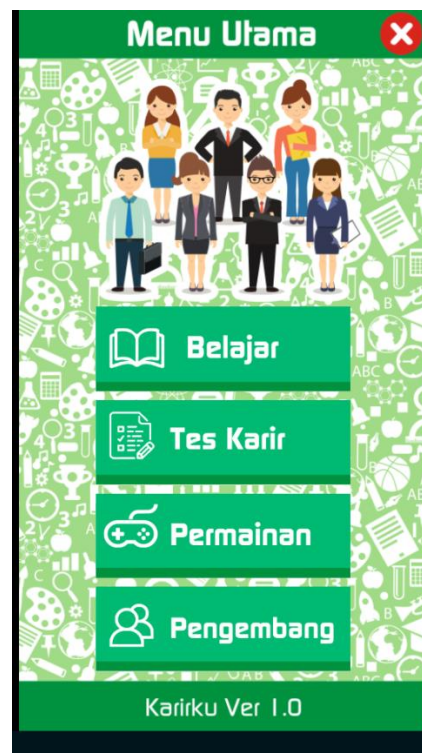 Menu Utama
Belajar
Tes Karir
Permainan
Pengembang
Karirku Ver 1.0